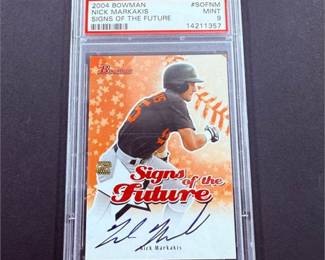 2004 BOWMAN #SOFNM
NICK MARKAKIS MINT
SIGNS OF THE FUTURE 9
PSA 14211357
Bowman
Signs
of the
Future
Nick Markakis